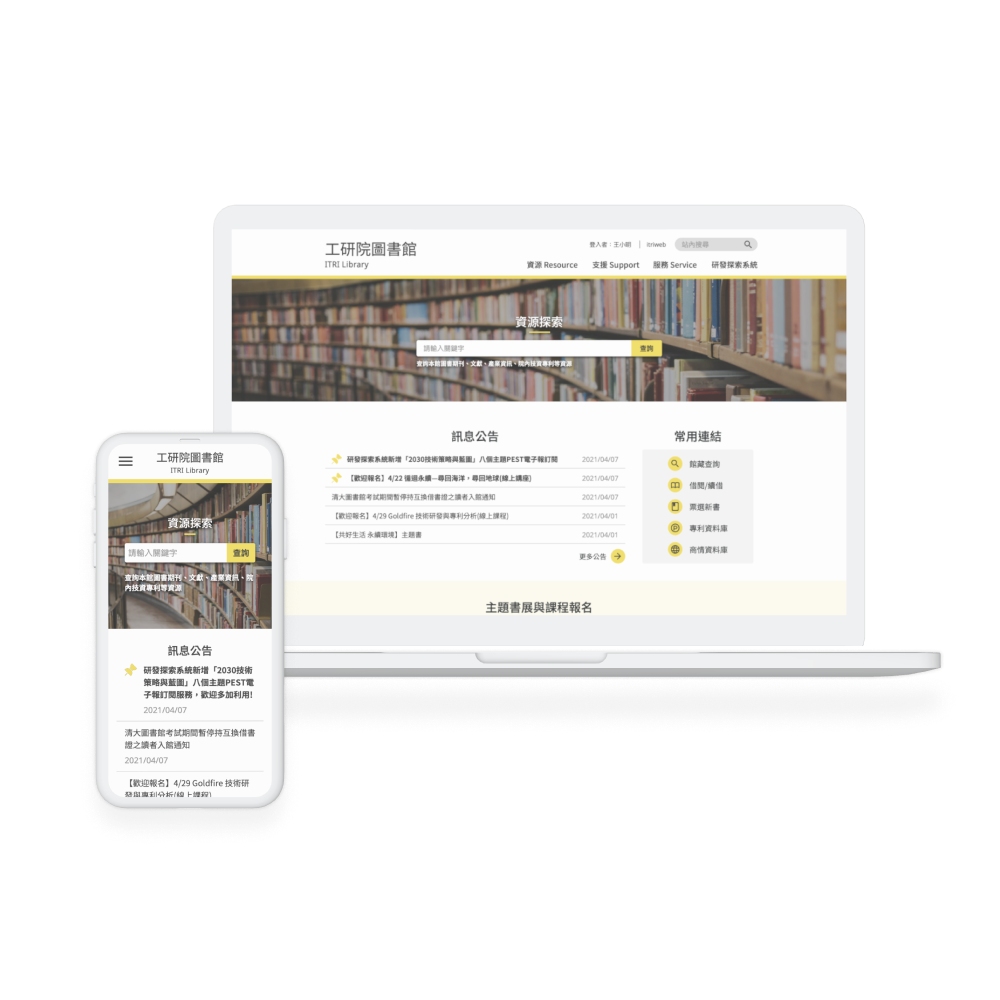 工研院圖書館
ITRI Library
登入者：王小明 | itriweb 站內搜尋
資源 Resource 支援 Support 服務 Service 研發探索系統
資源探索
請輸入關鍵字 查詢
查詢本館圖書期刊、文獻、產業資訊、院內技資專利等資源
訊息公告
研發探索系統新增「2030技術策略與藍圖」八個主題PEST電子報訂閱 2021/04/07
【歡迎報名】4/22 邁進永續—尋回海洋，尋回地球(線上講座) 2021/04/07
清大圖書館考試期間暫停持互換借書證之讀者入館通知 2021/04/07
【歡迎報名】4/29 Goldfire 技術研發與專利分析(線上課程) 2021/04/01
【共好生活 永續環境】主題書 2021/04/01
更多公告
常用連結
館藏查詢
借閱/續借
票選新書
專利資料庫
商情資料庫
主題書展與課程報名
工研院圖書館
ITRI Library
資源探索
請輸入關鍵字 查詢
查詢本館圖書期刊、文獻、產業資訊、院
內技資專利等資源
訊息公告
研發探索系統新增「2030技術
策略與藍圖」八個主題PEST電
子報訂閱服務，歡迎多加利用!
2021/04/07
清大圖書館考試期間暫停持互換借書
證之讀者入館通知
2021/04/07
【歡迎報名】4/29 Goldfire 技術研
發與專利分析(線上課程)